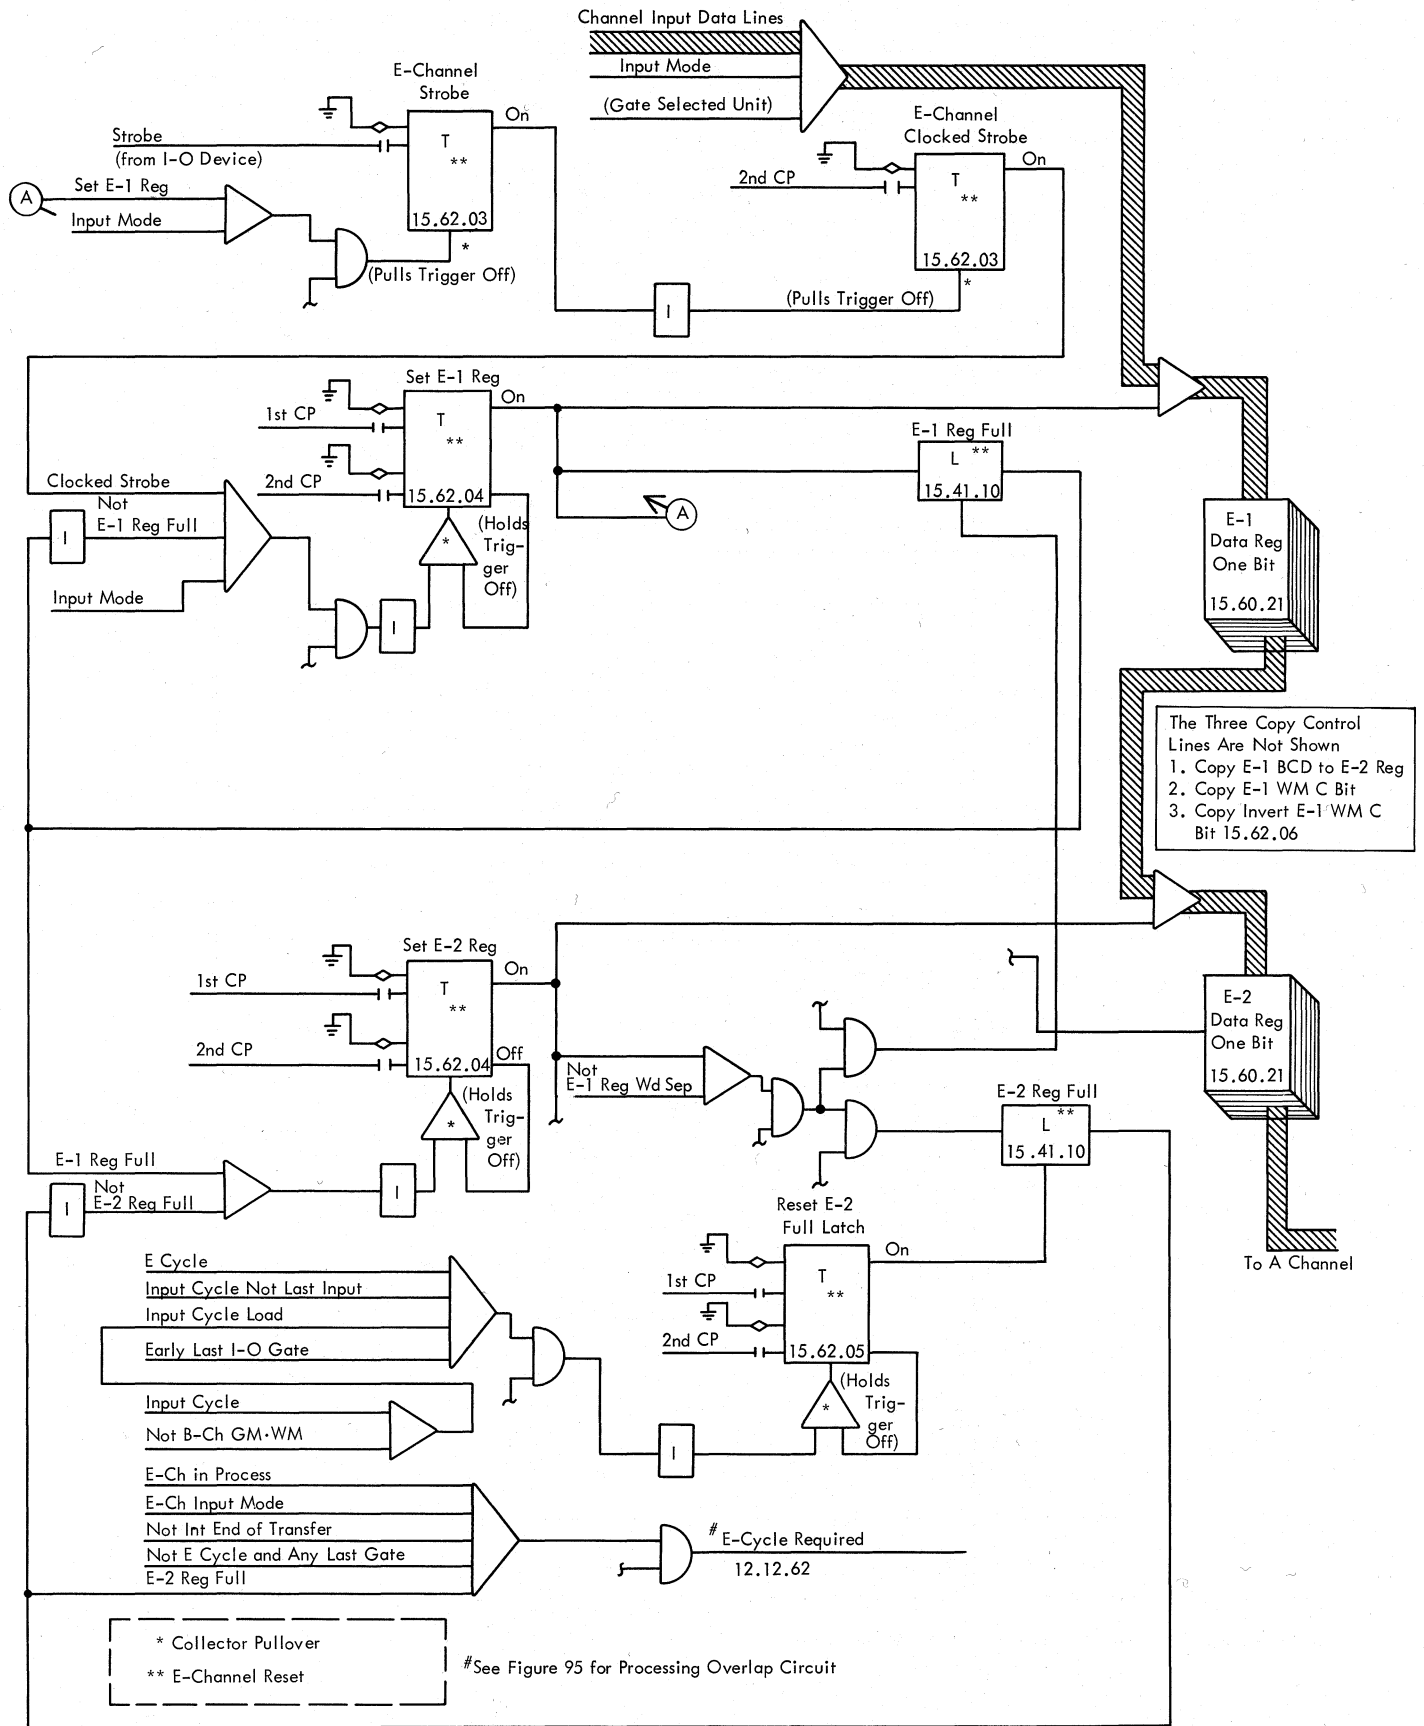 Channel Input Data Lines
Input Mode
(Gate Selected Unit)
E-Channel
Strobe
On
Strobe
(from I-O Device)
T
**
15.62.03
*
(Pulls Trigger Off)
A
Set E-1 Reg
Input Mode
E-Channel
Clocked Strobe
On
2nd CP
T
**
15.62.03
*
(Pulls Trigger Off)
I
Set E-1 Reg
On
1st CP
T
**
2nd CP
15.62.04
(Holds
Trig-
ger
Off)
*
E-1 Reg Full
L **
15.41.10
A
Clocked Strobe
Not
E-1 Reg Full
I
Input Mode
I
E-1
Data Reg
One Bit
15.60.21
The Three Copy Control
Lines Are Not Shown
1. Copy E-1 BCD to E-2 Reg
2. Copy E-1 WM C Bit
3. Copy Invert E-1 WM C
Bit 15.62.06
Set E-2 Reg
On
1st CP
T
**
2nd CP
15.62.04
Off
(Holds
Trig-
ger
Off)
*
Not
E-1 Reg Wd Sep
E-2
Data Reg
One Bit
15.60.21
E-2 Reg Full
L **
15.41.10
E-1 Reg Full
Not
E-2 Reg Full
I
I
Reset E-2
Full Latch
On
1st CP
T
**
2nd CP
15.62.05
(Holds
Trig-
ger
Off)
*
To A Channel
E Cycle
Input Cycle Not Last Input
Input Cycle Load
Early Last I-O Gate
Input Cycle
Not B-Ch GM·WM
I
E-Ch in Process
E-Ch Input Mode
Not Int End of Transfer
Not E Cycle and Any Last Gate
E-2 Reg Full
# E-Cycle Required
12.12.62
* Collector Pullover
** E-Channel Reset
#See Figure 95 for Processing Overlap Circuit